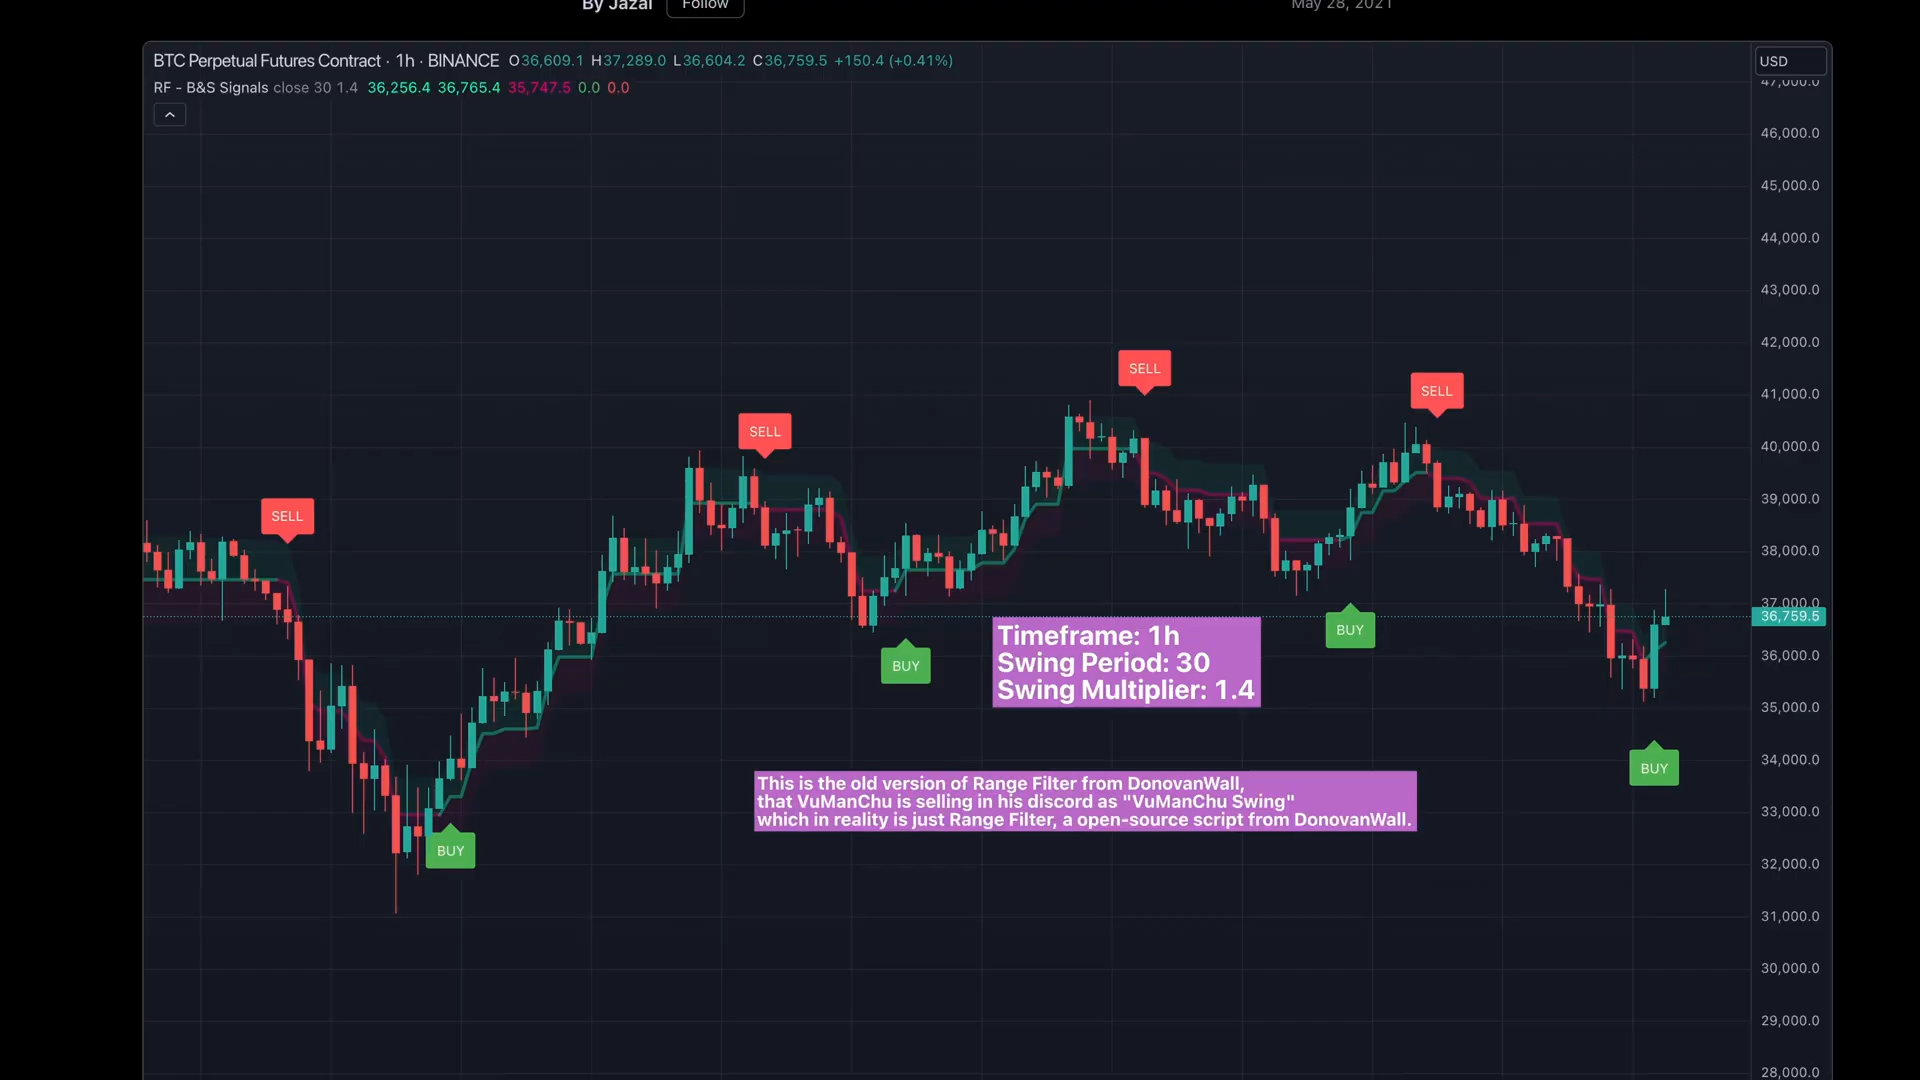 By Jazal Follow May 28, 2021
BTC Perpetual Futures Contract · 1h · BINANCE O36,609.1 H37,289.0 L36,604.2 C36,759.5 +150.4 (+0.41%)
USD
RF - B&S Signals close 30 1.4 36,256.4 36,765.4 35,747.5 0.0 0.0
47,000.0
46,000.0
45,000.0
44,000.0
43,000.0
42,000.0
SELL
SELL
41,000.0
SELL
40,000.0
39,000.0
SELL
38,000.0
37,000.0
36,759.5
BUY
Timeframe: 1h
Swing Period: 30
Swing Multiplier: 1.4
36,000.0
BUY
35,000.0
34,000.0
BUY
This is the old version of Range Filter from DonovanWall,
that VuManChu is selling in his discord as "VuManChu Swing"
which in reality is just Range Filter, a open-source script from DonovanWall.
33,000.0
BUY
32,000.0
31,000.0
30,000.0
29,000.0
28,000.0